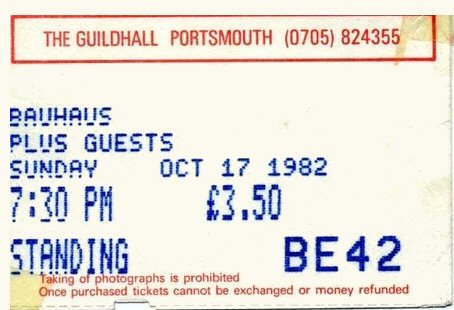 THE GUILDHALL PORTSMOUTH (0705) 824355
BAUHAUS
PLUS GUESTS
SUNDAY OCT 17 1982
7:30 PM £3.50
STANDING BE42
Taking of photographs is prohibited
Once purchased tickets cannot be exchanged or money refunded